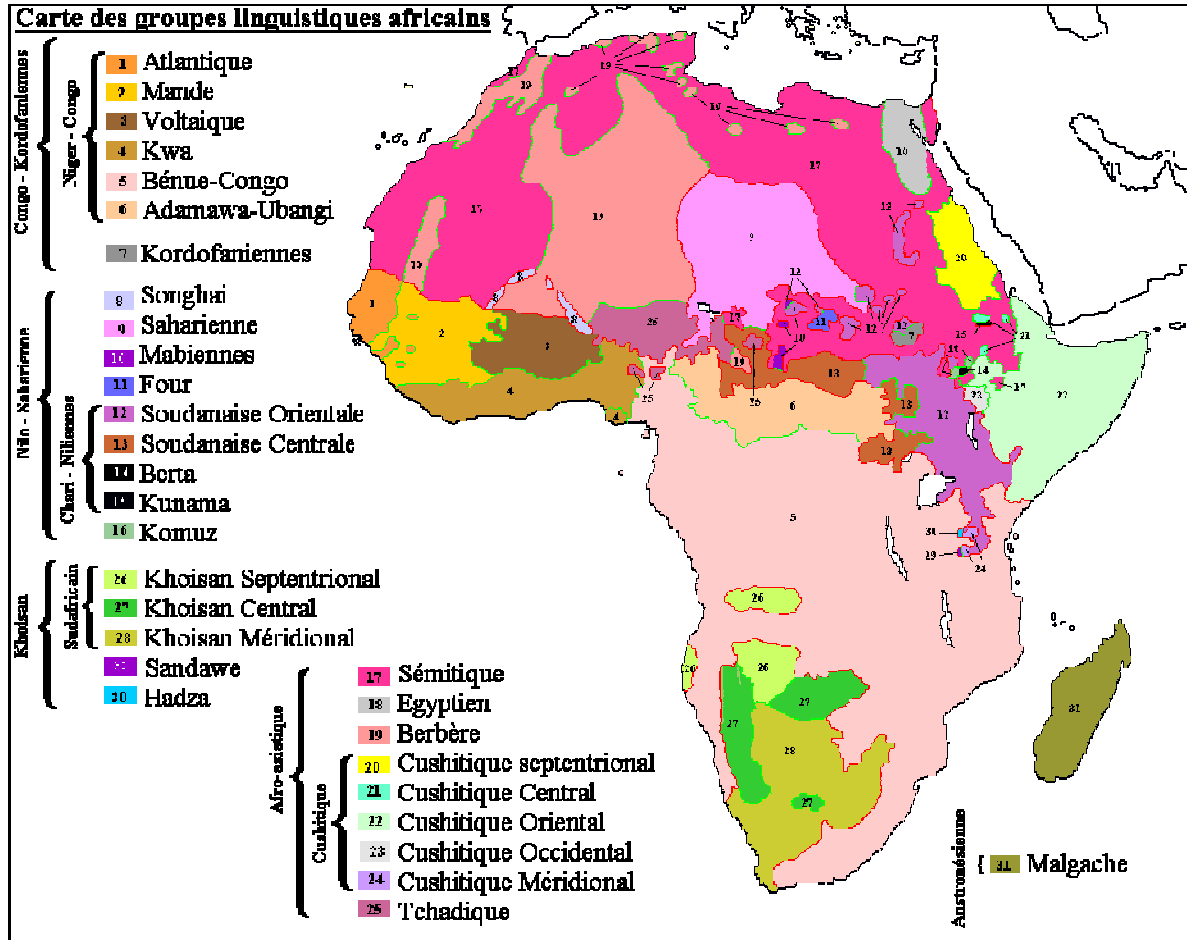 Carte des groupes linguistiques africains
Congo - Kordofaniennes
Niger - Congo
1 Atlantique
2 Mande
3 Voltaique
4 Kwa
5 Bénue-Congo
6 Adamawa-Ubangi
7 Kordofaniennes
Chari - Niliennes
8 Songhai
9 Saharienne
10 Mabiennes
11 Four
12 Soudanaise Orientale
13 Soudanaise Centrale
Berta
Kunama
16 Komuz
Khoisan
Sudafricain
26 Khoisan Septentrional
27 Khoisan Central
28 Khoisan Méridional
Sandawe
30 Hadza
Afro-asiatique
17 Sémitique
18 Egyptien
19 Berbère
Cushitique
20 Cushitique septentrional
21 Cushitique Central
22 Cushitique Oriental
23 Cushitique Occidental
24 Cushitique Méridional
25 Tchadique
Austronésienne
31 Malgache